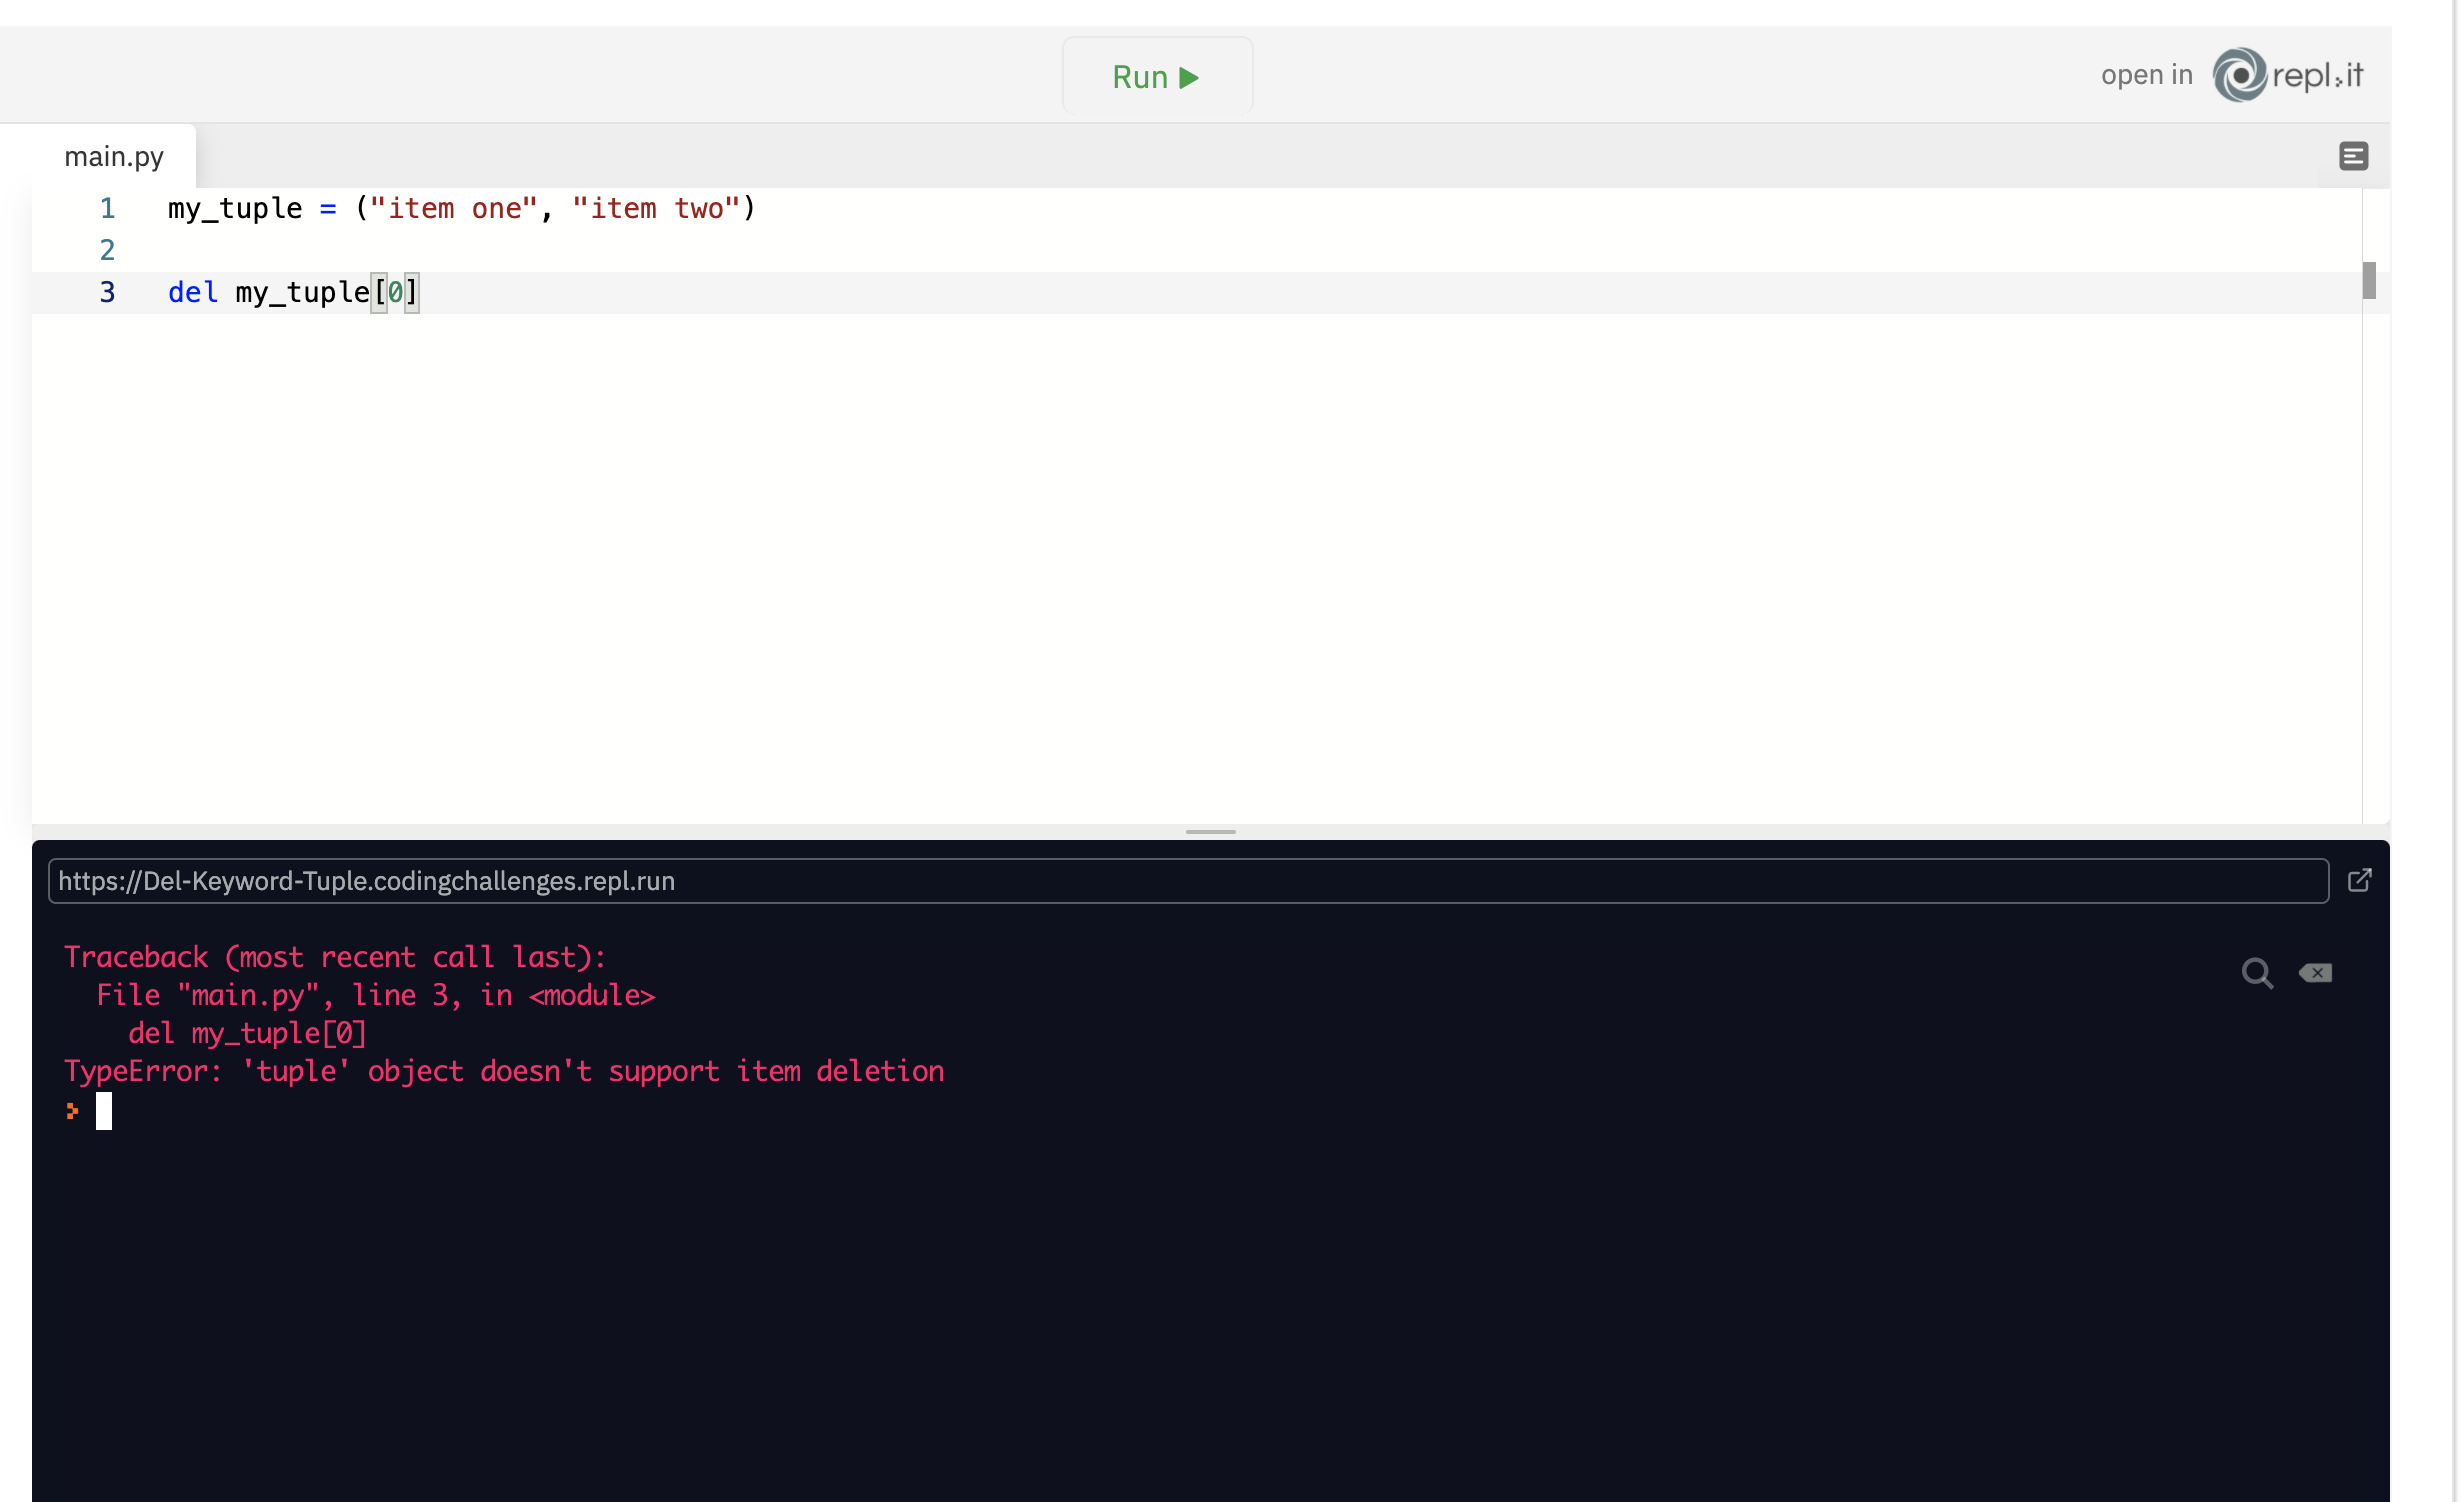 Run
open in repl.it
main.py
1 my_tuple = ("item one", "item two")
2
3 del my_tuple[0]
https://Del-Keyword-Tuple.codingchallenges.repl.run
Traceback (most recent call last):
  File "main.py", line 3, in <module>
    del my_tuple[0]
TypeError: 'tuple' object doesn't support item deletion